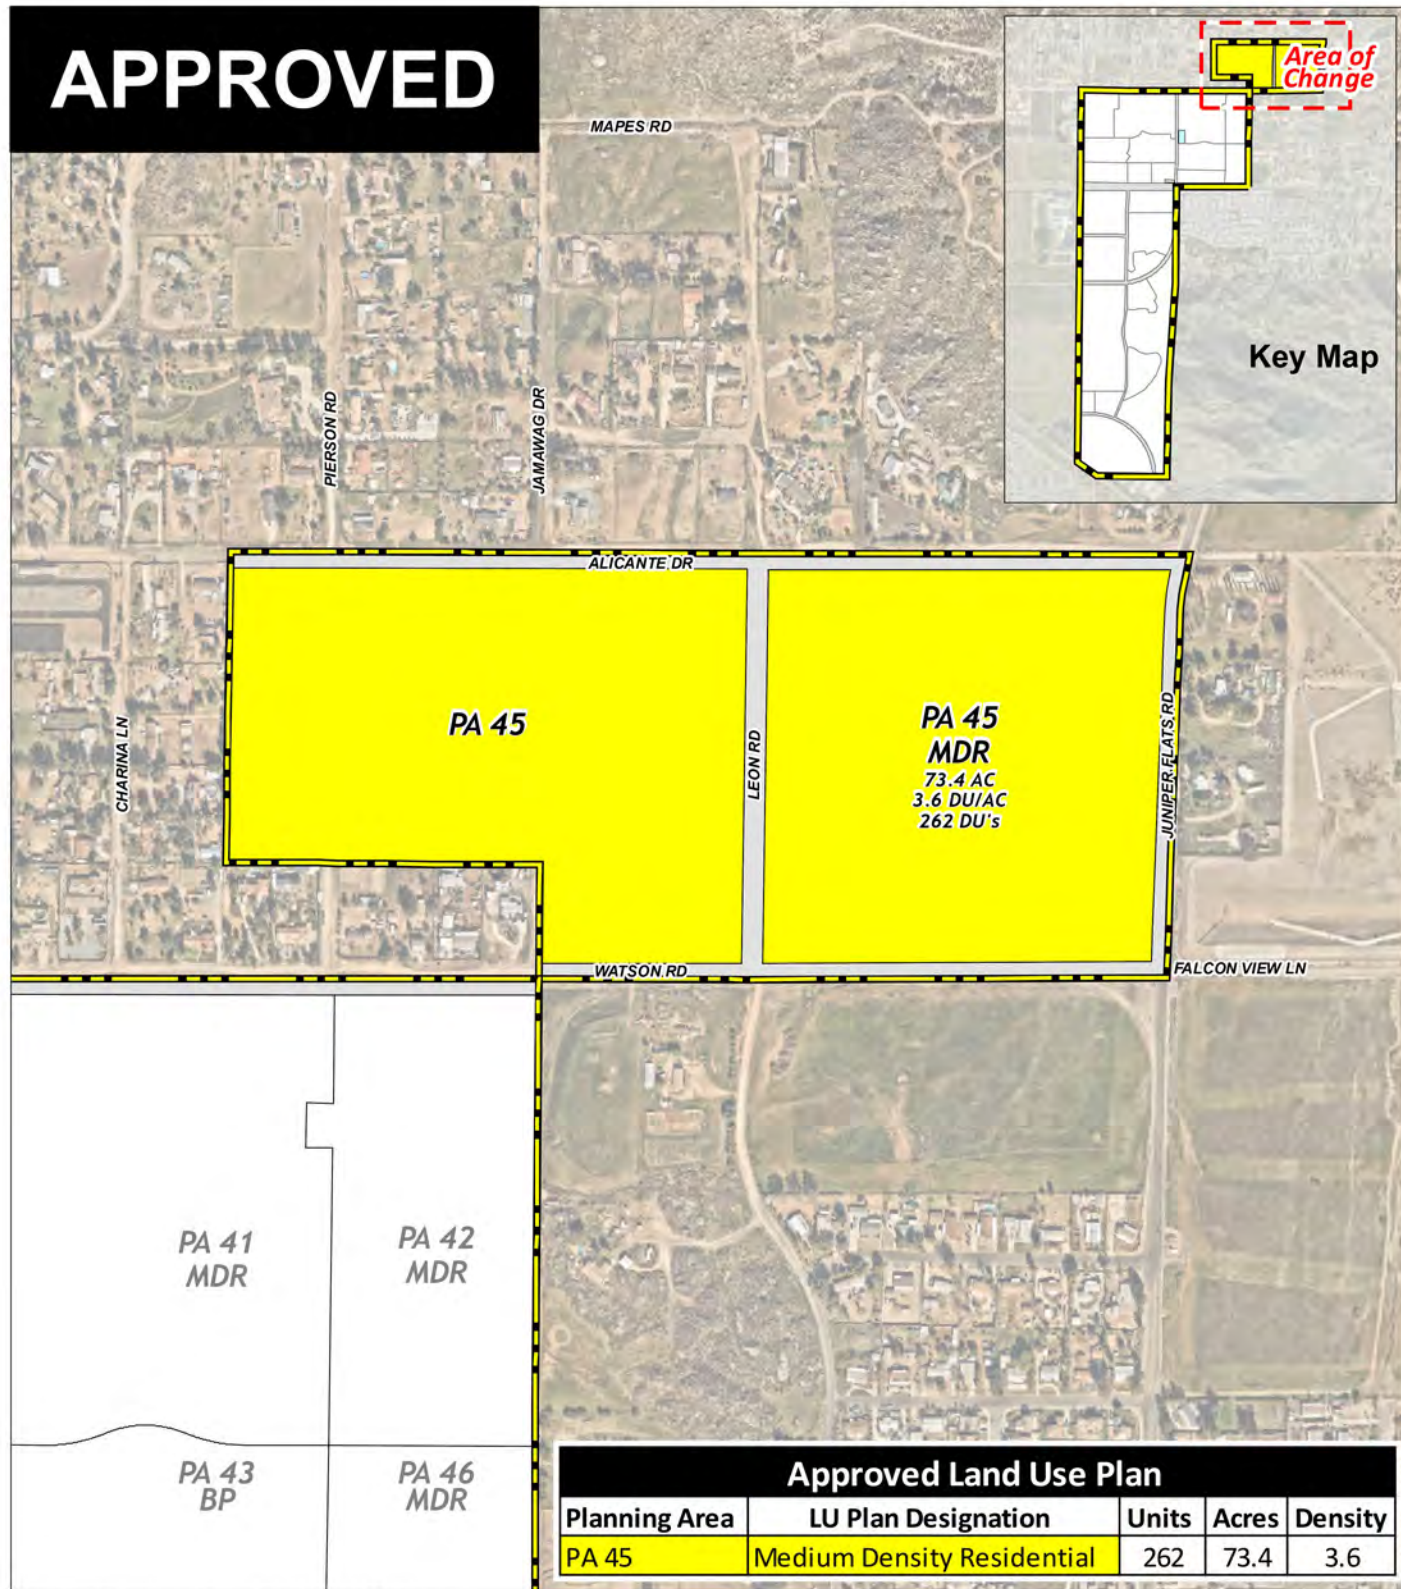 APPROVED
Area of
Change
MAPES RD
Key Map
PIERSON RD
JAMAWAG DR
ALICANTE DR
CHARINA LN
PA 45
LEON RD
PA 45
MDR
73.4 AC
3.6 DU/AC
262 DU's
JUNIPER FLATS RD
WATSON RD
FALCON VIEW LN
PA 41
MDR
PA 42
MDR
PA 43
BP
PA 46
MDR
Approved Land Use Plan
Planning Area LU Plan Designation Units Acres Density
PA 45 Medium Density Residential 262 73.4 3.6